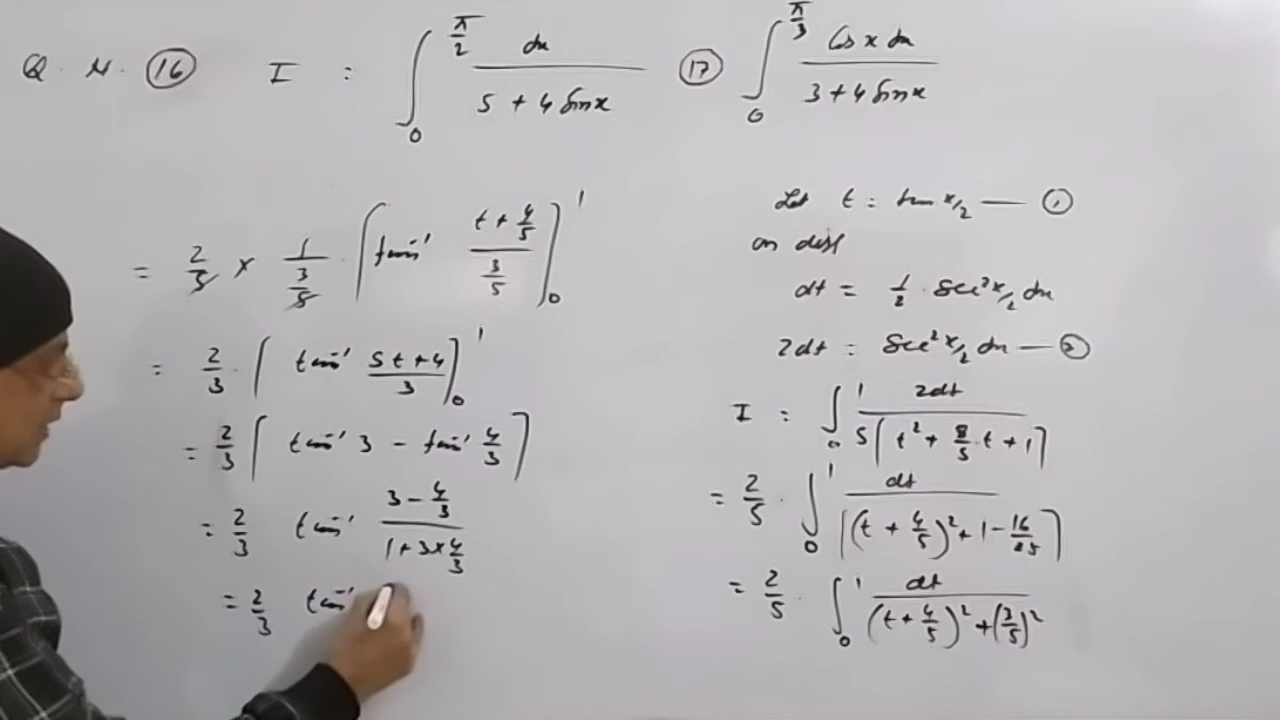 Q. N. (16) I : ∫₀^{π/2} dx / (5 + 4 Sin x) (17) ∫₀^{π/3} Cos x dx / (3 + 4 Sin x)
= 2/5 × 1/(3/5) · [tan⁻¹ (t + 4/5) / (3/5)]₀¹
= 2/3 · [tan⁻¹ (5t + 4)/3]₀¹
= 2/3 [tan⁻¹ 3 − tan⁻¹ 4/3]
= 2/3 tan⁻¹ (3 − 4/3) / (1 + 3 × 4/3)
= 2/3 tan⁻¹
Let t = tan x/2 — (1)
on diff
dt = 1/2 · Sec² x/2 dx
2dt = Sec² x/2 dx — (2)
I : ∫₀¹ 2dt / 5[t² + 8/5 · t + 1]
= 2/5 · ∫₀¹ dt / [(t + 4/5)² + 1 − 16/25]
= 2/5 · ∫₀¹ dt / (t + 4/5)² + (3/5)²